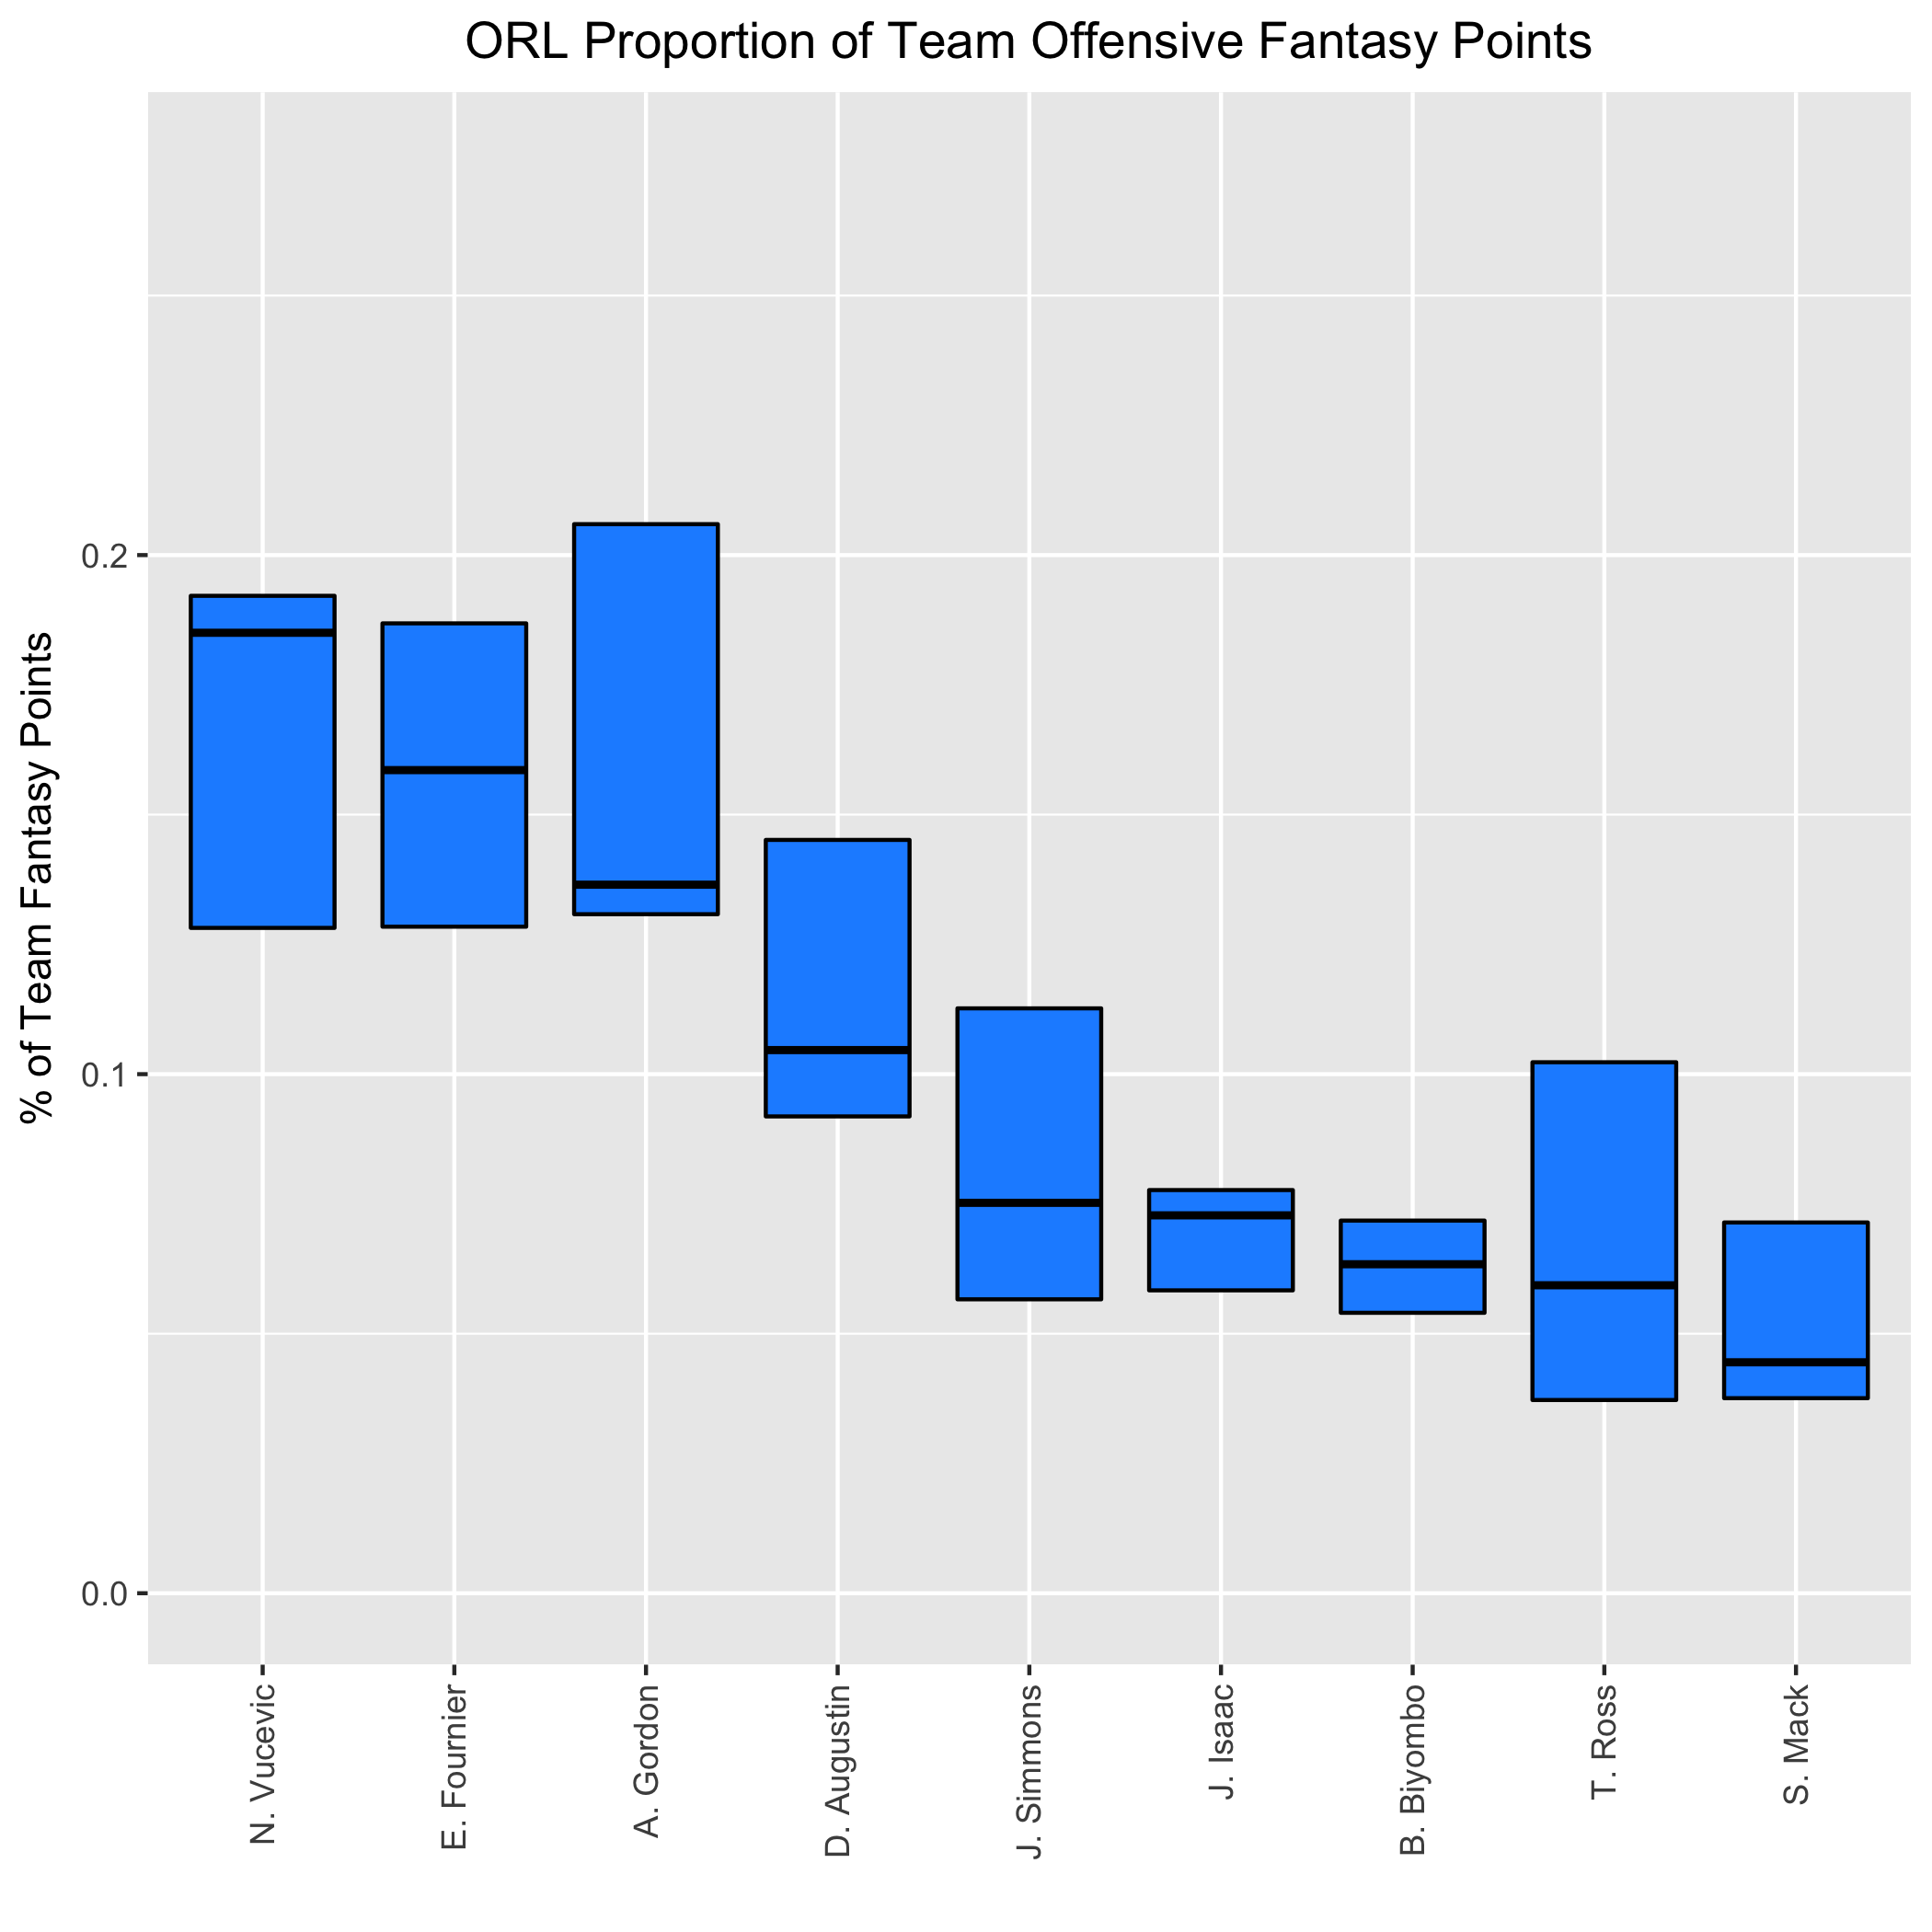 ORL Proportion of Team Offensive Fantasy Points
% of Team Fantasy Points
0.2
0.1
0.0
N. Vucevic
E. Fournier
A. Gordon
D. Augustin
J. Simmons
J. Isaac
B. Biyombo
T. Ross
S. Mack